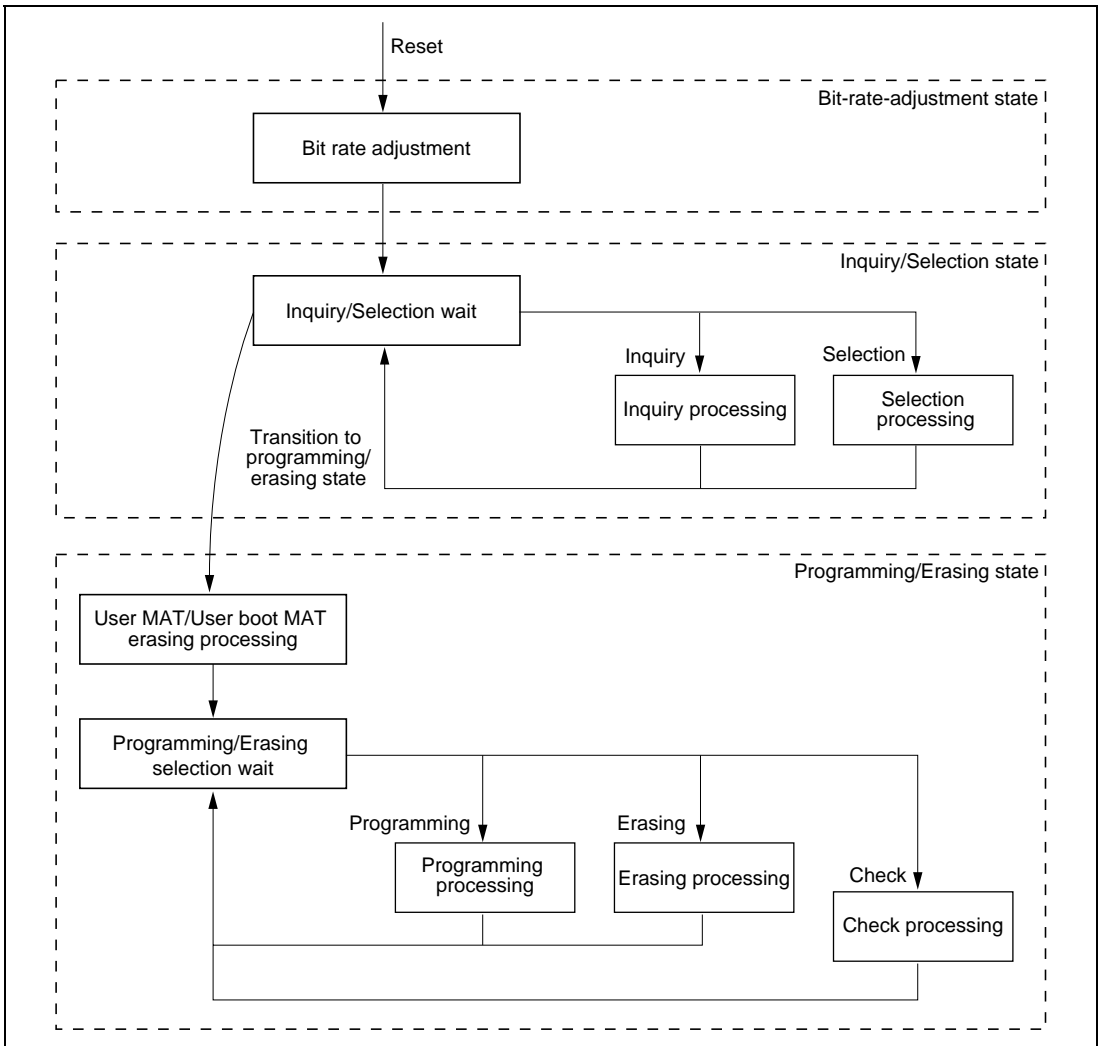 Reset
Bit-rate-adjustment state
Bit rate adjustment
Inquiry/Selection state
Inquiry/Selection wait
Inquiry
Selection
Inquiry processing
Selection
processing
Transition to
programming/
erasing state
Programming/Erasing state
User MAT/User boot MAT
erasing processing
Programming/Erasing
selection wait
Programming
Erasing
Programming
processing
Erasing processing
Check
Check processing